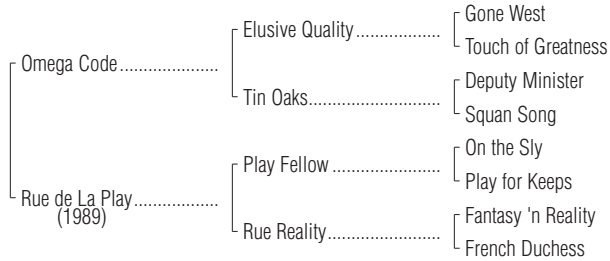 Gone West
Elusive Quality..................
Touch of Greatness
Omega Code.....................
Deputy Minister
Tin Oaks............................
Squan Song
On the Sly
Play Fellow ......................
Play for Keeps
Rue de La Play..................
(1989)
Fantasy 'n Reality
Rue Reality .......................
French Duchess